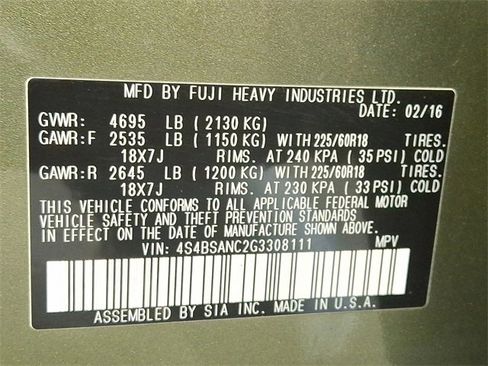 MFD BY FUJI HEAVY INDUSTRIES LTD.
DATE: 02/16
GVWR: 4695 LB ( 2130 KG)
GAWR: F 2535 LB ( 1150 KG) WITH 225/60R18 TIRES.
18X7J RIMS. AT 240 KPA ( 35 PSI) COLD
GAWR: R 2645 LB ( 1200 KG) WITH 225/60R18 TIRES.
18X7J RIMS. AT 230 KPA ( 33 PSI) COLD
THIS VEHICLE CONFORMS TO ALL APPLICABLE FEDERAL MOTOR
VEHICLE SAFETY AND THEFT PREVENTION STANDARDS
IN EFFECT ON THE DATE OF MANUFACTURE SHOWN ABOVE.
VIN: 4S4BSANC2G3308111 MPV
ASSEMBLED BY SIA INC. MADE IN U.S.A.